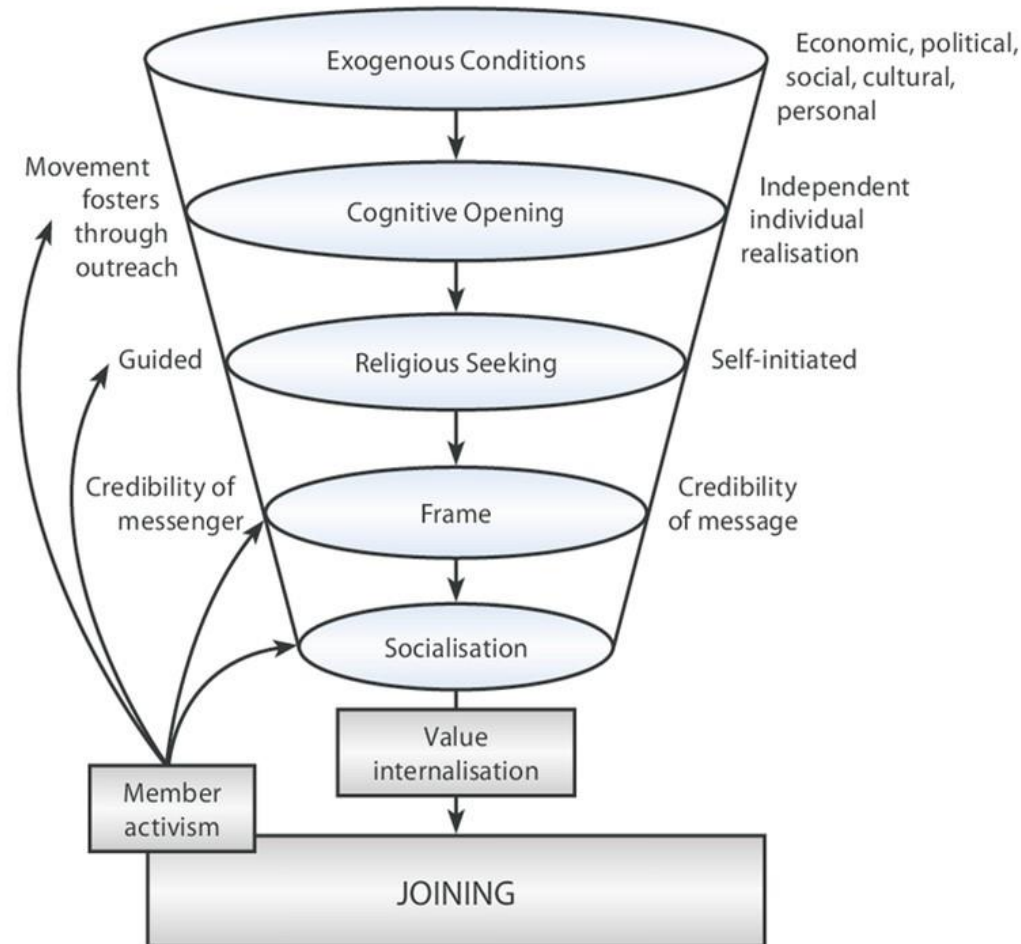 Exogenous Conditions
Economic, political,
social, cultural,
personal
Movement
fosters
through
outreach
Cognitive Opening
Independent
individual
realisation
Guided
Religious Seeking
Self-initiated
Credibility of
messenger
Frame
Credibility
of message
Socialisation
Value
internalisation
Member
activism
JOINING